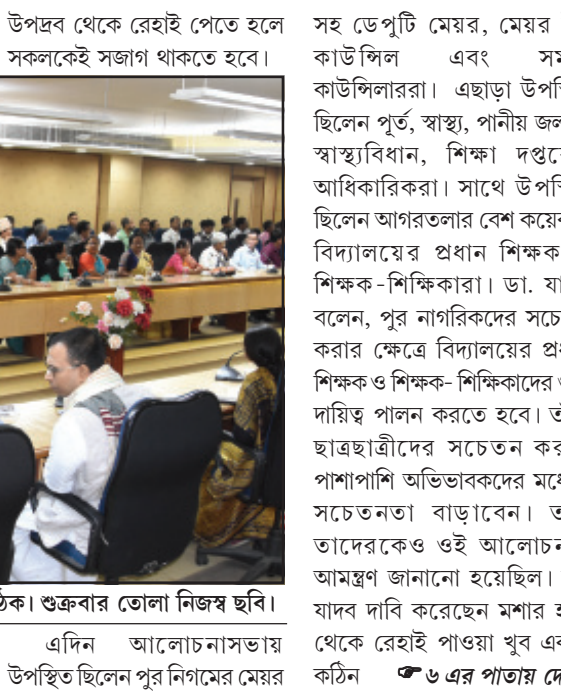 উপদ্রব থেকে রেহাই পেতে হলে
সকলকেই সজাগ থাকতে হবে।
ঠক। শুক্রবার তোলা নিজস্ব ছবি।
এদিন আলোচনাসভায়
উপস্থিত ছিলেন পুর নিগমের মেয়র
সহ ডেপুটি মেয়র, মেয়র
কাউন্সিল এবং সম
কাউন্সিলাররা। এছাড়া উপস্থি
ছিলেন পূর্ত, স্বাস্থ্য, পানীয় জল
স্বাস্থ্যবিধান, শিক্ষা দপ্তরে
আধিকারিকরা। সাথে উপস্থি
ছিলেন আগরতলার বেশ কয়েক
বিদ্যালয়ের প্রধান শিক্ষক
শিক্ষক-শিক্ষিকারা। ডা. যা
বলেন, পুর নাগরিকদের সচে
করার ক্ষেত্রে বিদ্যালয়ের প্রধ
শিক্ষক ও শিক্ষক- শিক্ষিকাদের
দায়িত্ব পালন করতে হবে। তাঁ
ছাত্রছাত্রীদের সচেতন কর
পাশাপাশি অভিভাবকদের মধ্যে
সচেতনতা বাড়াবেন। ত
তাদেরকেও ওই আলোচন
আমন্ত্রণ জানানো হয়েছিল।
যাদব দাবি করেছেন মশার হ
থেকে রেহাই পাওয়া খুব এক
কঠিন ☞ ৬ এর পাতায় দে